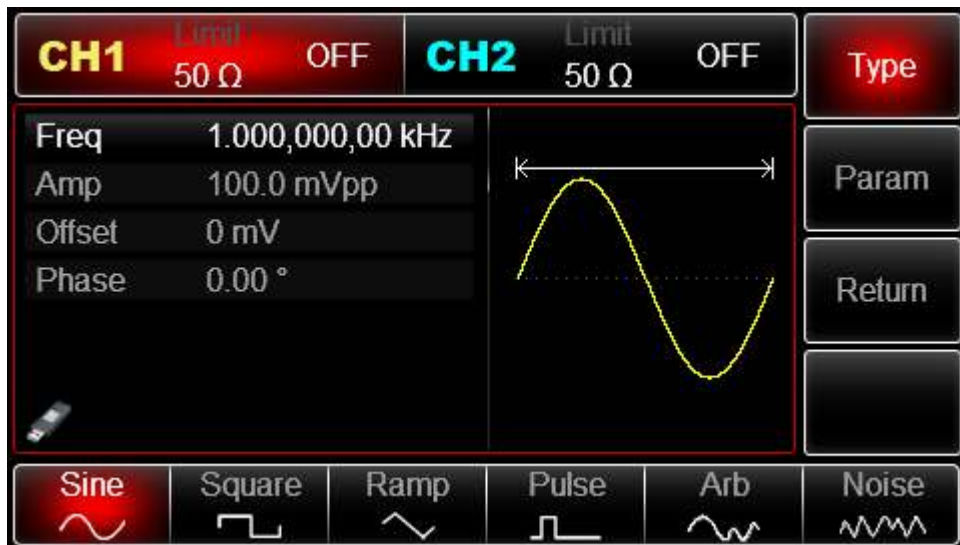 CH1 Limit 50 Ω OFF CH2 Limit 50 Ω OFF
Type
Freq 1.000,000,00 kHz
Amp 100.0 mVpp
Offset 0 mV
Phase 0.00 °
Param
Return
Sine Square Ramp Pulse Arb Noise